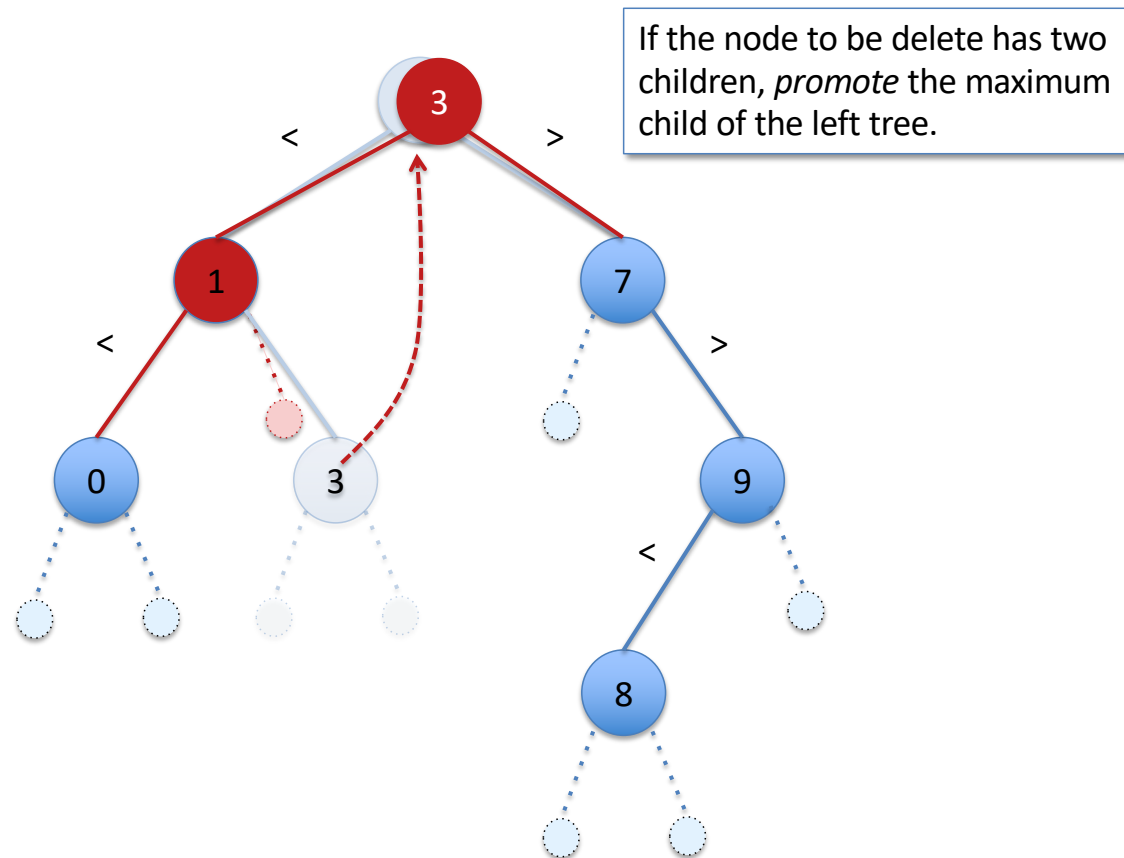 If the node to be delete has two
children, promote the maximum
child of the left tree.
3
< >
1 7
< >
0 3 9
<
8